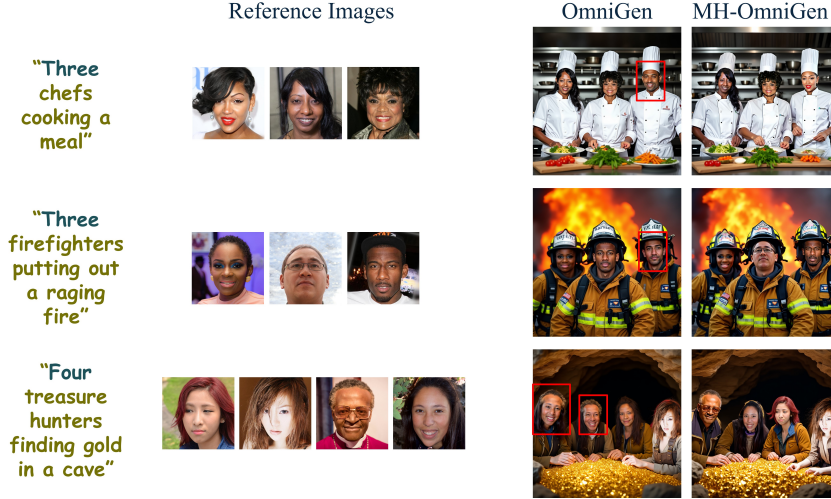 Reference Images
OmniGen
MH-OmniGen
“Three
chefs
cooking a
meal”
“Three
firefighters
putting out
a raging
fire”
“Four
treasure
hunters
finding gold
in a cave”